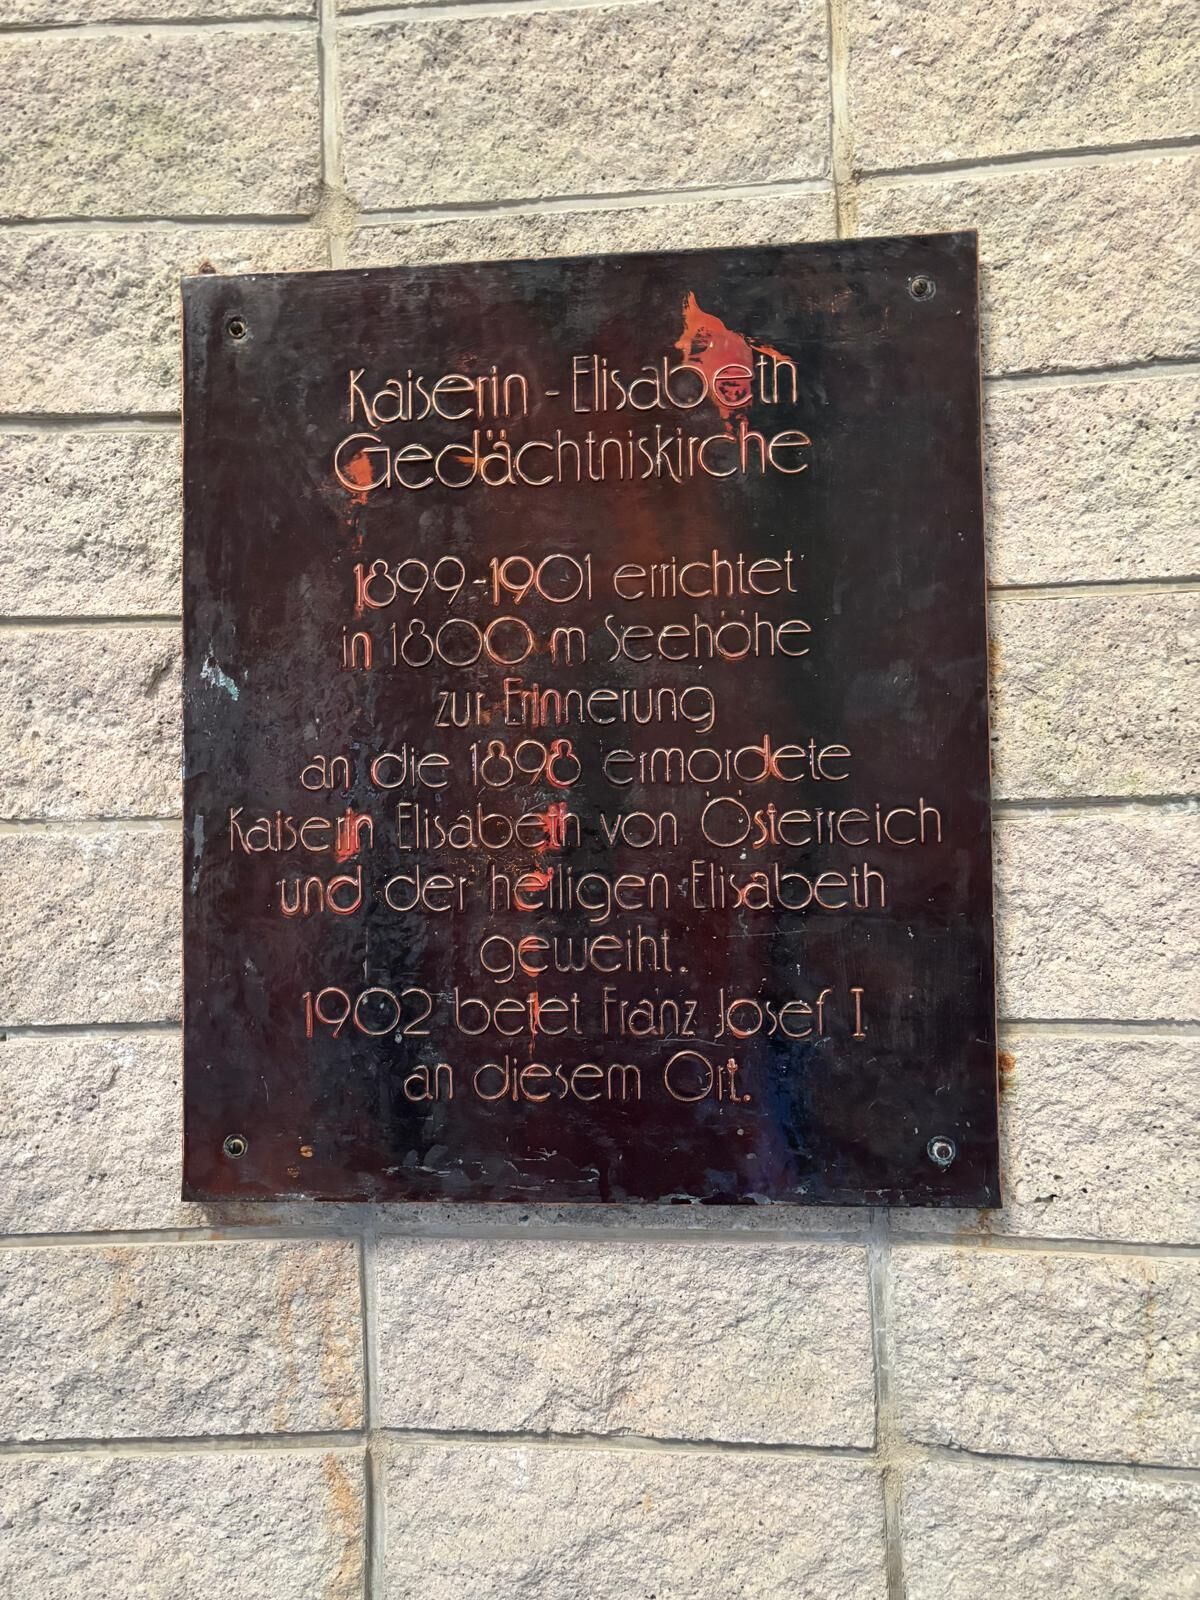 Kaiserin - Elisabeth
Gedächtniskirche
1899-1901 errichtet
in 1800 m Seehöhe
zur Erinnerung
an die 1898 ermordete
Kaiserin Elisabeth von Österreich
und der heiligen Elisabeth
geweiht.
1902 betet Franz Josef I
an diesem Ort.